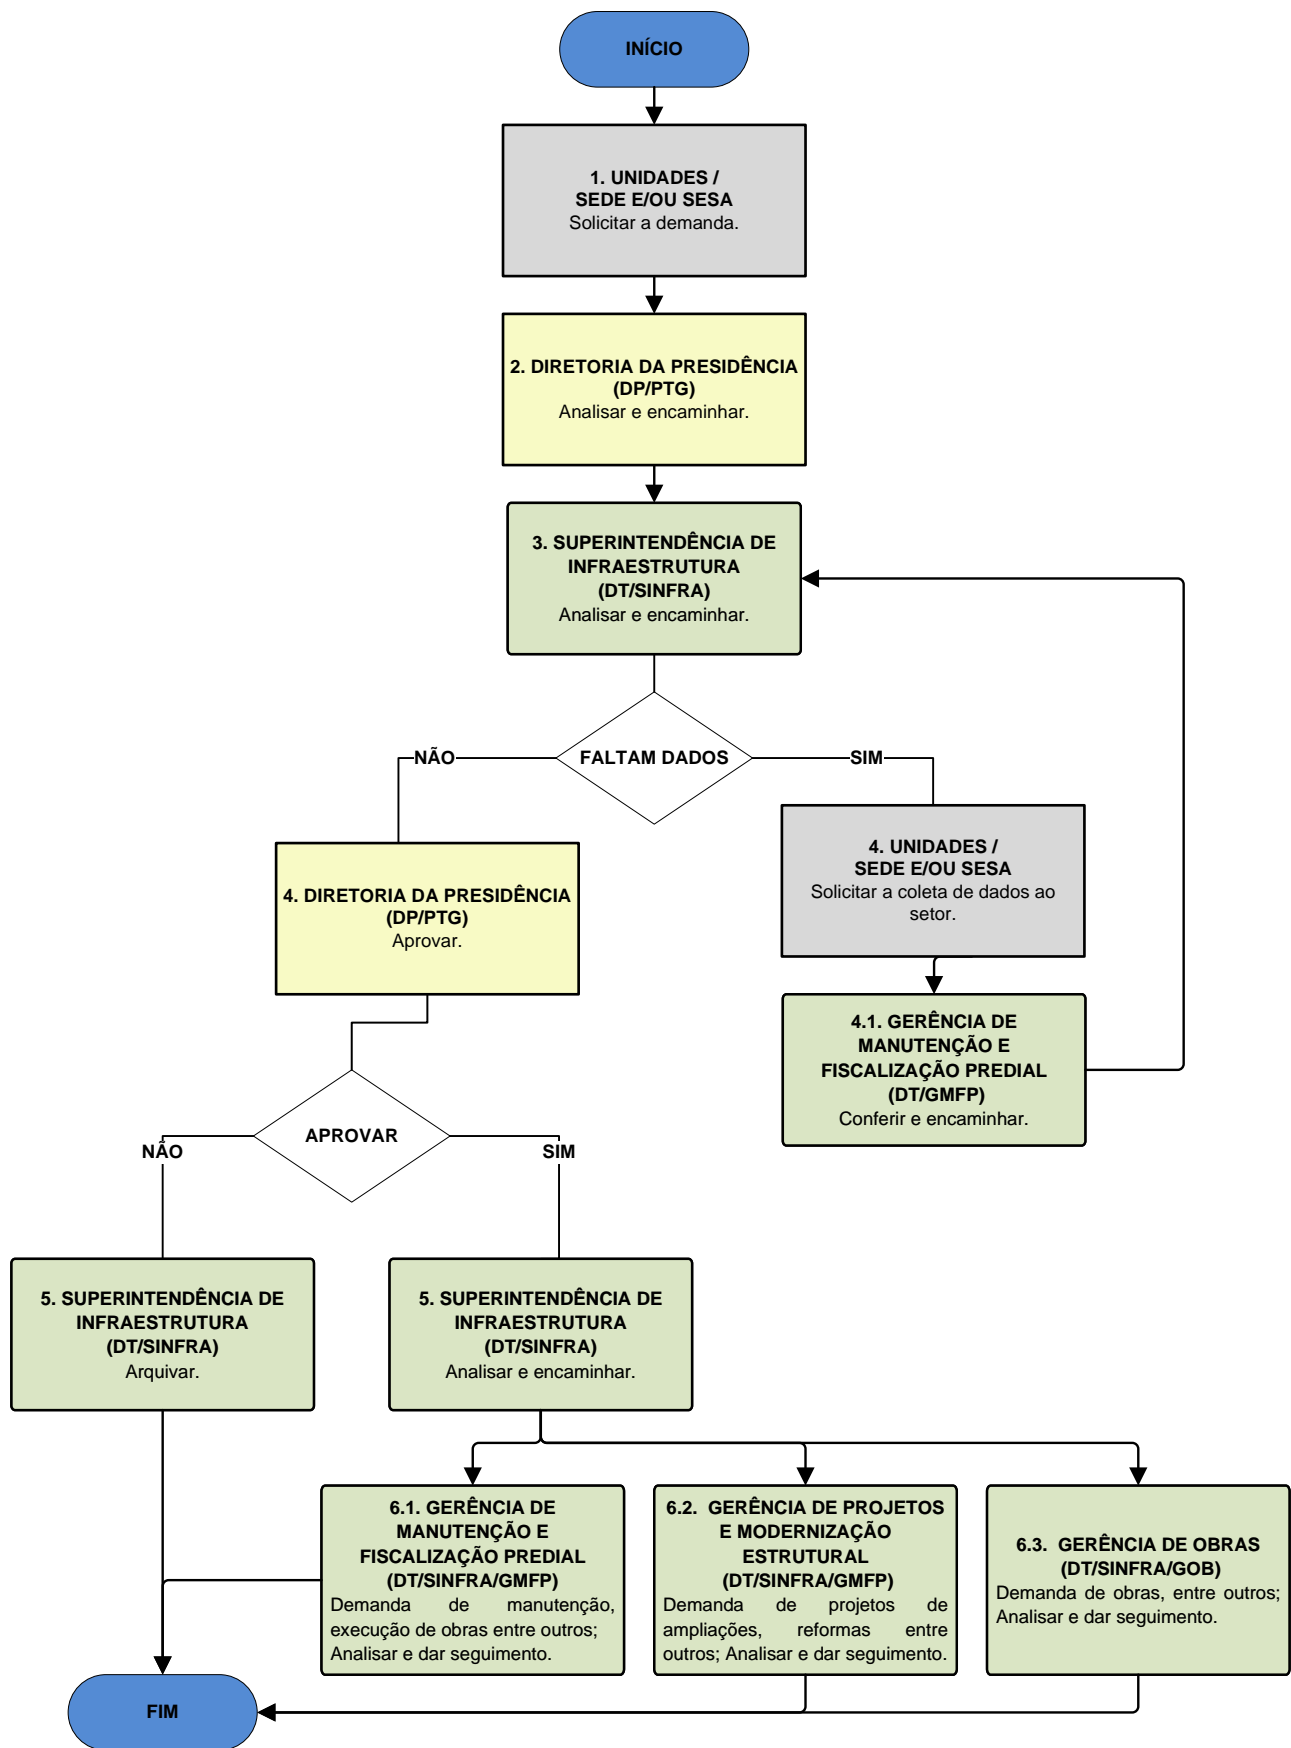 INÍCIO
1. UNIDADES /
SEDE E/OU SESA
Solicitar a demanda.
2. DIRETORIA DA PRESIDÊNCIA
(DP/PTG)
Analisar e encaminhar.
3. SUPERINTENDÊNCIA DE
INFRAESTRUTURA
(DT/SINFRA)
Analisar e encaminhar.
NÃO
FALTAM DADOS
SIM
4. DIRETORIA DA PRESIDÊNCIA
(DP/PTG)
Aprovar.
4. UNIDADES /
SEDE E/OU SESA
Solicitar a coleta de dados ao
setor.
4.1. GERÊNCIA DE
MANUTENÇÃO E
FISCALIZAÇÃO PREDIAL
(DT/GMFP)
Conferir e encaminhar.
NÃO
APROVAR
SIM
5. SUPERINTENDÊNCIA DE
INFRAESTRUTURA
(DT/SINFRA)
Arquivar.
5. SUPERINTENDÊNCIA DE
INFRAESTRUTURA
(DT/SINFRA)
Analisar e encaminhar.
6.1. GERÊNCIA DE
MANUTENÇÃO E
FISCALIZAÇÃO PREDIAL
(DT/SINFRA/GMFP)
Demanda de manutenção,
execução de obras entre outros;
Analisar e dar seguimento.
6.2. GERÊNCIA DE PROJETOS
E MODERNIZAÇÃO
ESTRUTURAL
(DT/SINFRA/GMFP)
Demanda de projetos de
ampliações, reformas entre
outros; Analisar e dar seguimento.
6.3. GERÊNCIA DE OBRAS
(DT/SINFRA/GOB)
Demanda de obras, entre outros;
Analisar e dar seguimento.
FIM